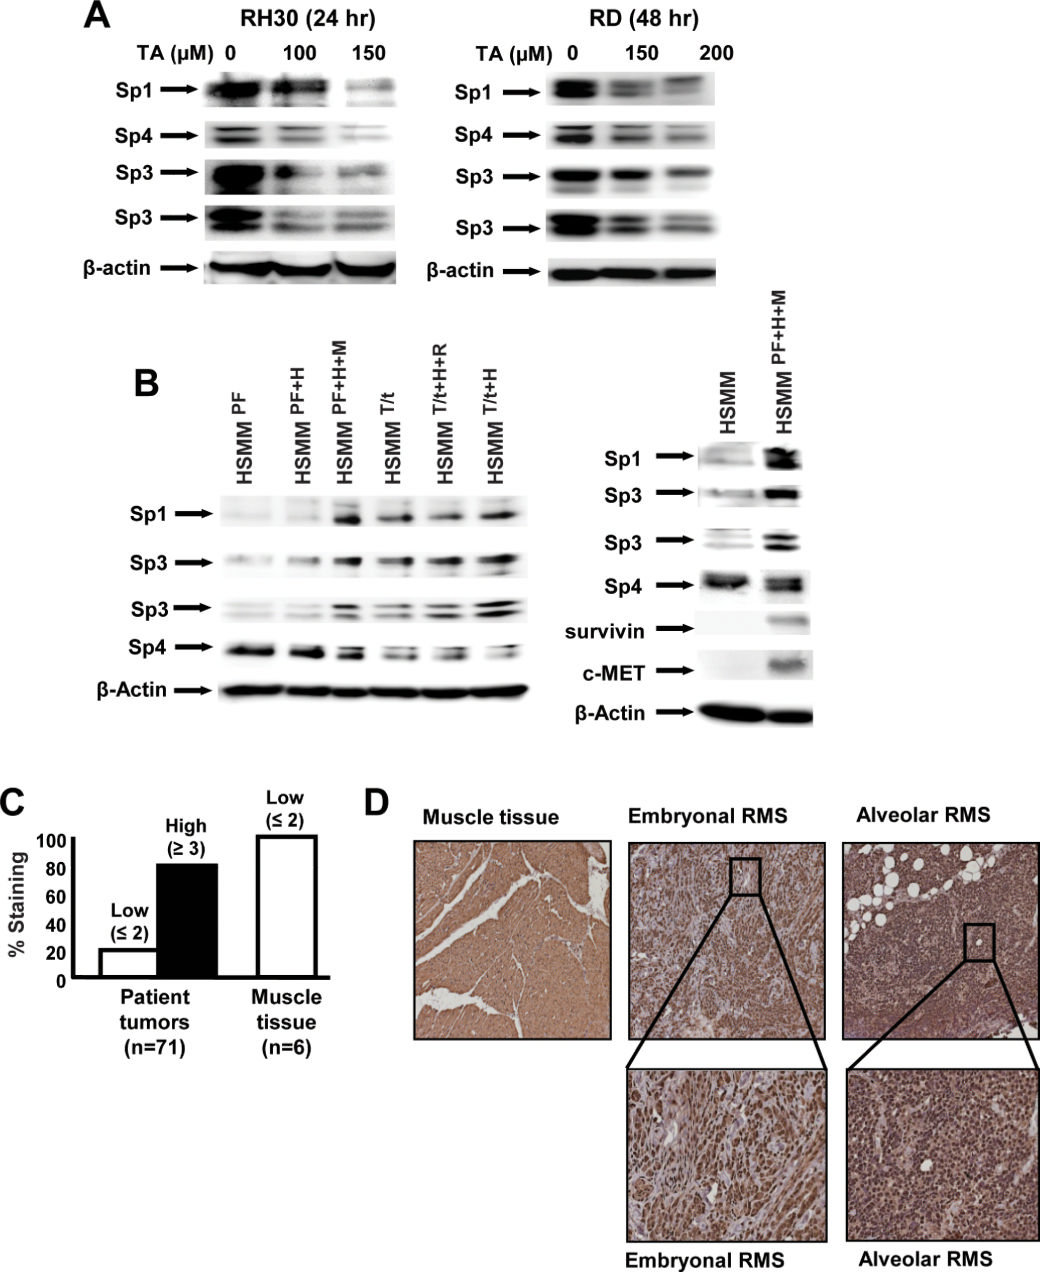 A
RH30 (24 hr)
TA (µM) 0 100 150
Sp1
Sp4
Sp3
Sp3
β-actin
RD (48 hr)
TA (µM) 0 150 200
Sp1
Sp4
Sp3
Sp3
β-actin
B
HSMM PF
HSMM PF+H
HSMM PF+H+M
HSMM T/t
HSMM T/t+H+R
HSMM T/t+H
Sp1
Sp3
Sp3
Sp4
β-Actin
HSMM
HSMM PF+H+M
Sp1
Sp3
Sp3
Sp4
survivin
c-MET
β-Actin
C
% Staining
100
80
60
40
20
0
Low
(≤ 2)
High
(≥ 3)
Low
(≤ 2)
Patient
tumors
(n=71)
Muscle
tissue
(n=6)
D
Muscle tissue
Embryonal RMS
Alveolar RMS
Embryonal RMS
Alveolar RMS